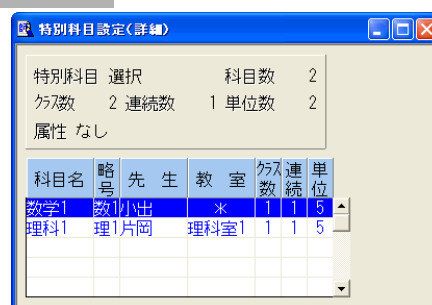 特別科目設定(詳細)
特別科目 選択 科目数 2
クラス数 2 連続数 1 単位数 2
属性 なし
科目名 略号 先 生 教 室 クラス数 連続 単位
数学1 数1 小出 * 1 1 5
理科1 理1 片岡 理科室1 1 1 5